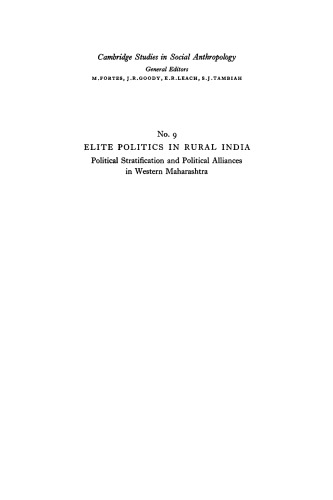 Cambridge Studies in Social Anthropology
General Editors
M. FORTES, J. R. GOODY, E. R. LEACH, S. J. TAMBIAH
No. 9
ELITE POLITICS IN RURAL INDIA
Political Stratification and Political Alliances
in Western Maharashtra